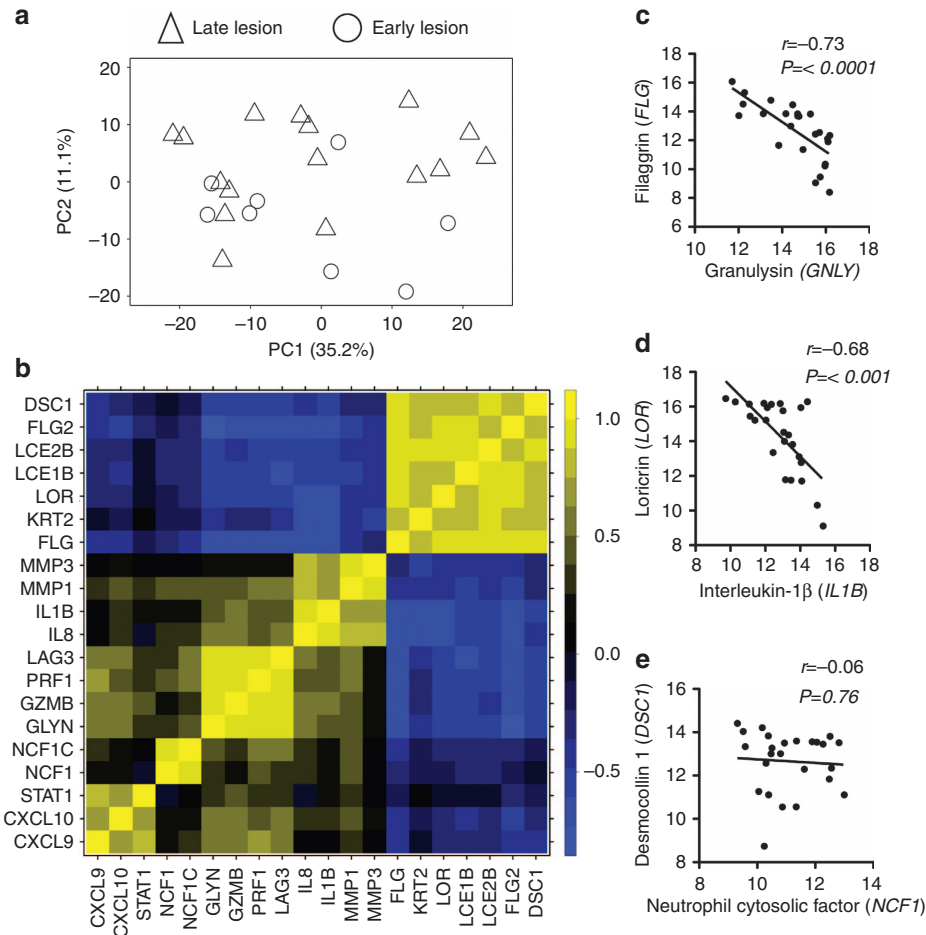 a
Late lesion Early lesion
20
10
0
−10
−20
PC2 (11.1%)
−20 −10 0 10 20
PC1 (35.2%)
b
DSC1
FLG2
LCE2B
LCE1B
LOR
KRT2
FLG
MMP3
MMP1
IL1B
IL8
LAG3
PRF1
GZMB
GLYN
NCF1C
NCF1
STAT1
CXCL10
CXCL9
CXCL9
CXCL10
STAT1
NCF1
NCF1C
GLYN
GZMB
PRF1
LAG3
IL8
IL1B
MMP1
MMP3
FLG
KRT2
LOR
LCE1B
LCE2B
FLG2
DSC1
1.0
0.5
0.0
−0.5
c
r=−0.73
P=< 0.0001
18
16
14
12
10
8
6
Filaggrin (FLG)
10 12 14 16 18
Granulysin (GNLY)
d
r=−0.68
P=< 0.001
18
16
14
12
10
8
Loricrin (LOR)
8 10 12 14 16 18
Interleukin-1β (IL1B)
e
r=−0.06
P=0.76
16
14
12
10
8
Desmocollin 1 (DSC1)
8 10 12 14
Neutrophil cytosolic factor (NCF1)